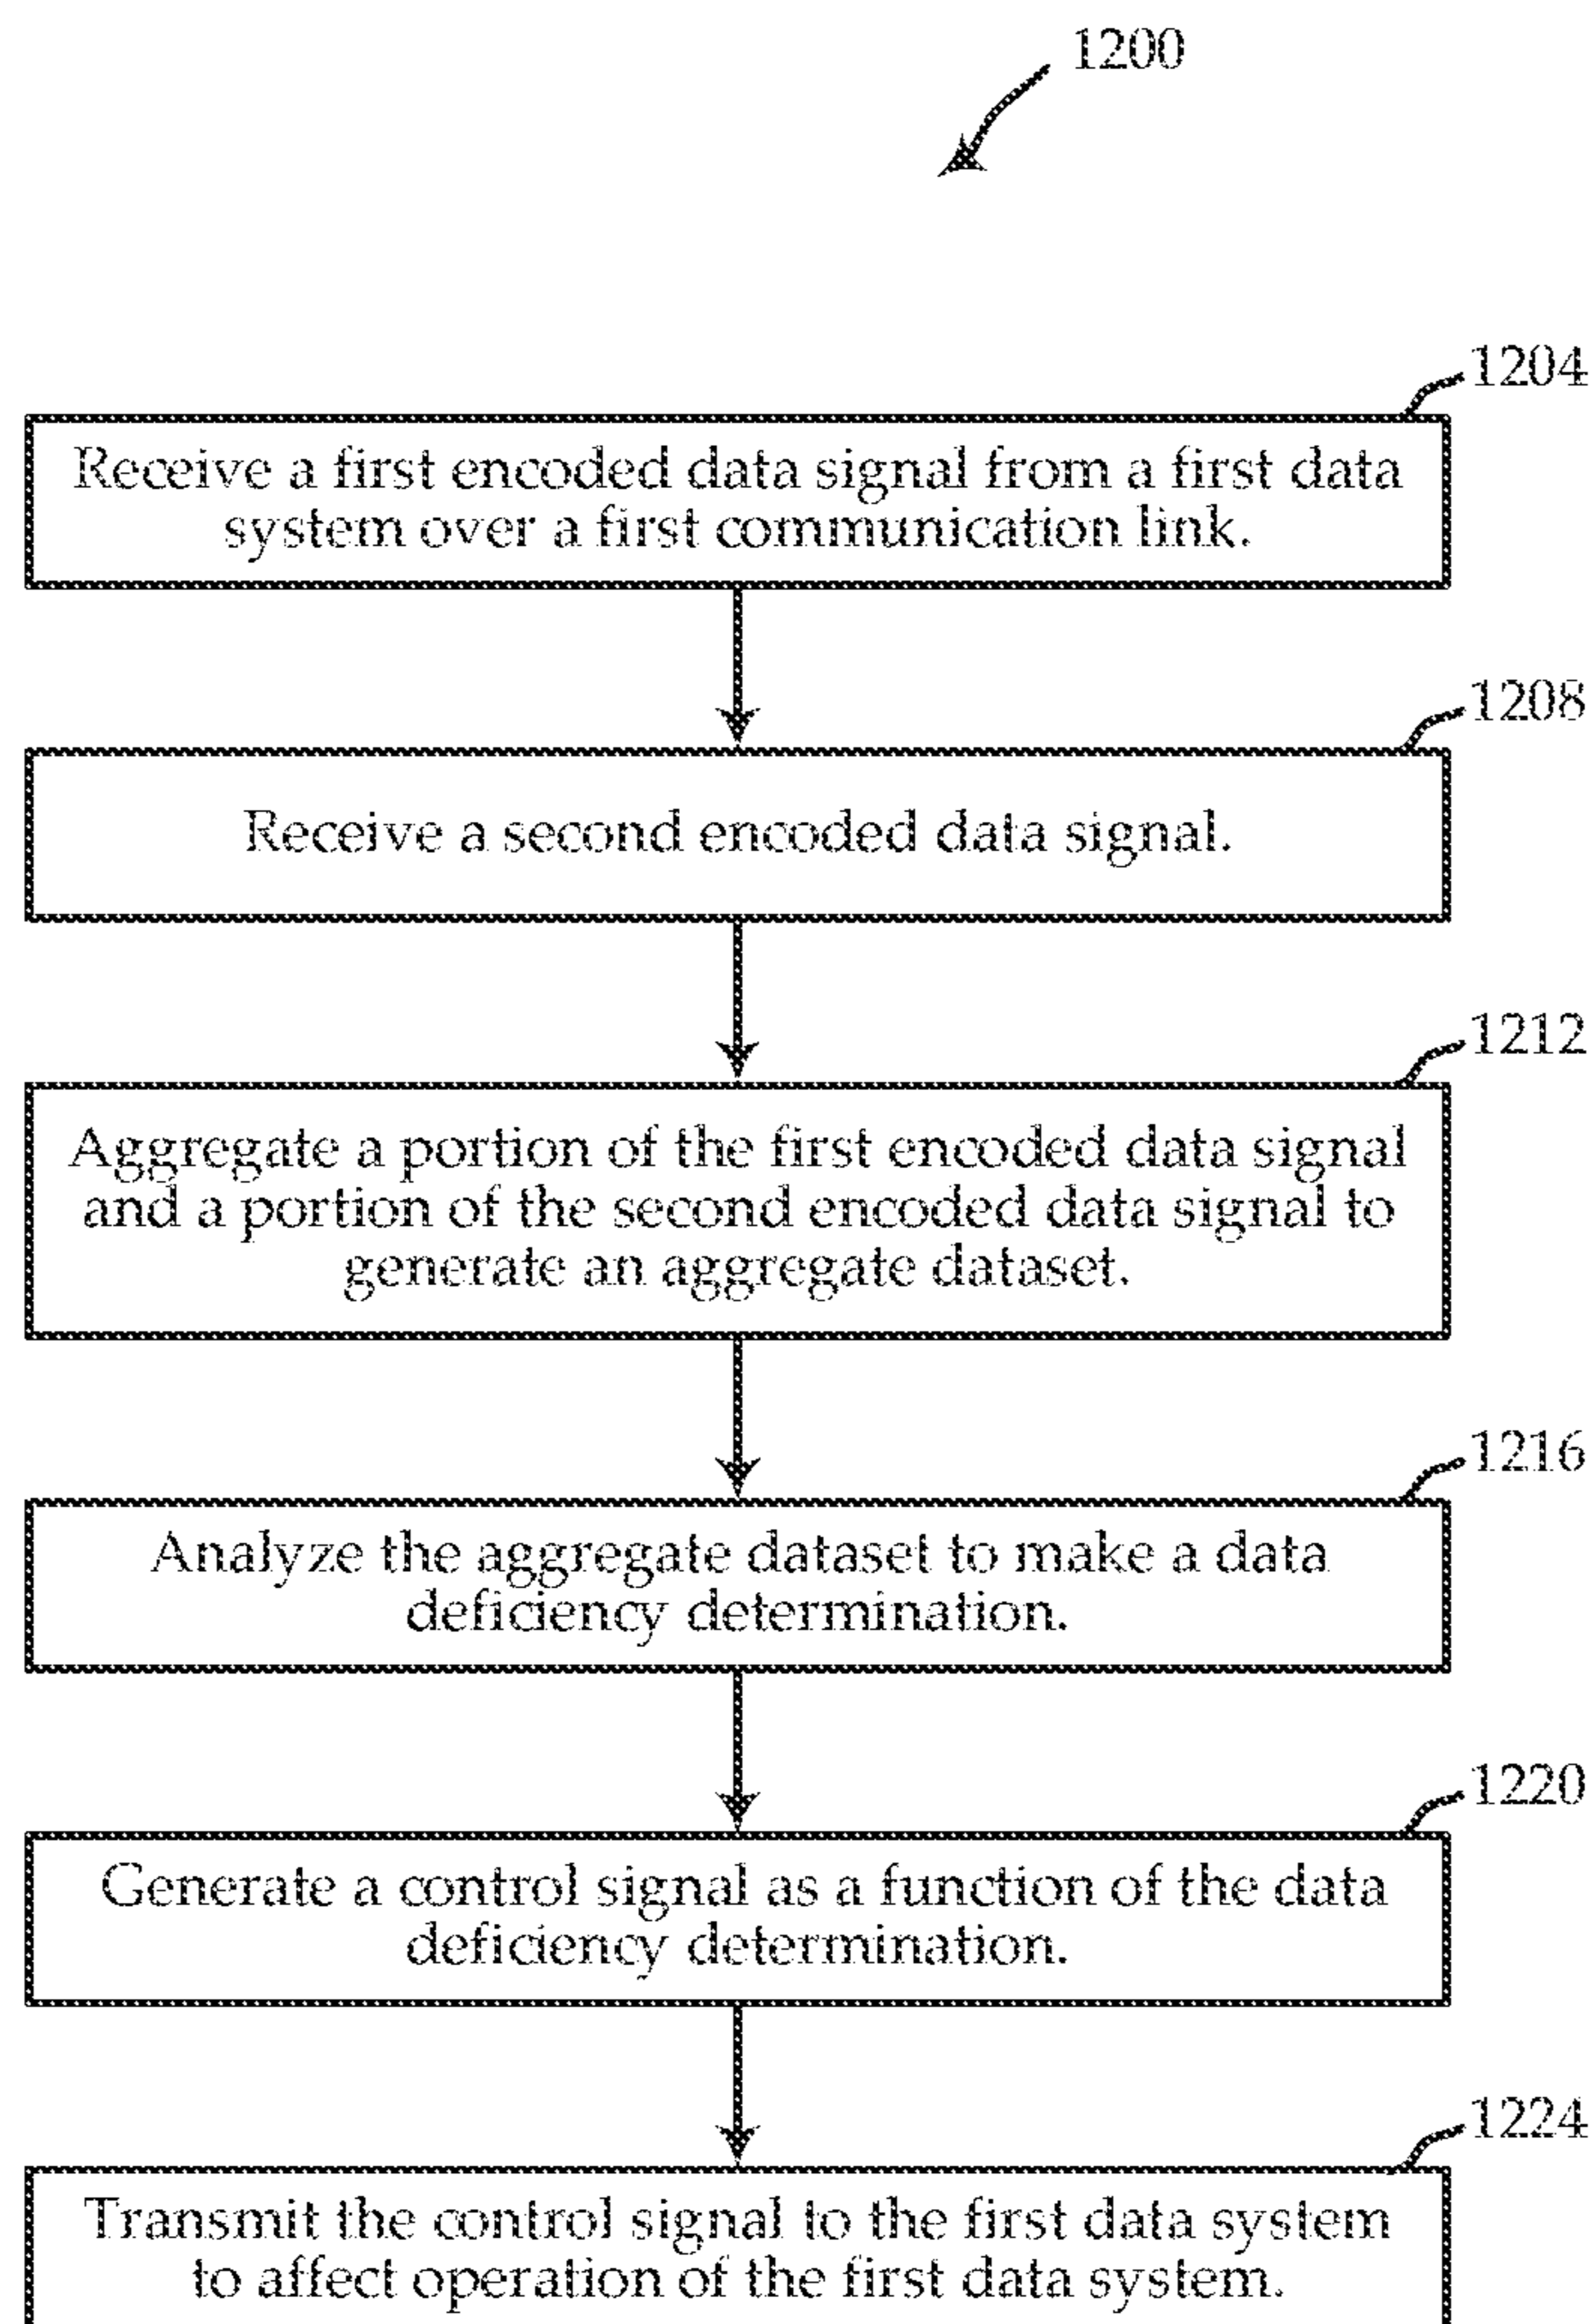 1200
1204
Receive a first encoded data signal from a first data
system over a first communication link.
1208
Receive a second encoded data signal.
1212
Aggregate a portion of the first encoded data signal
and a portion of the second encoded data signal to
generate an aggregate dataset.
1216
Analyze the aggregate dataset to make a data
deficiency determination.
1220
Generate a control signal as a function of the data
deficiency determination.
1224
Transmit the control signal to the first data system
to affect operation of the first data system.